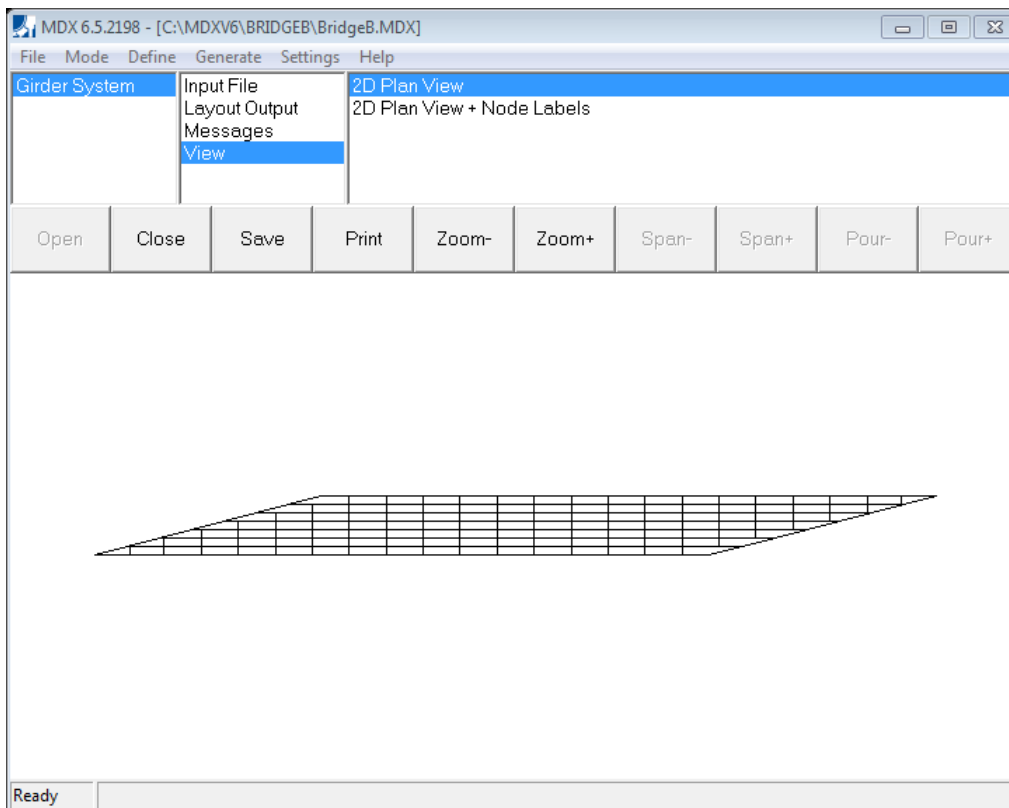 MDX 6.5.2198 - [C:\MDXV6\BRIDGEB\BridgeB.MDX]
File Mode Define Generate Settings Help
Girder System
Input File
Layout Output
Messages
View
2D Plan View
2D Plan View + Node Labels
Open Close Save Print Zoom- Zoom+ Span- Span+ Pour- Pour+
Ready